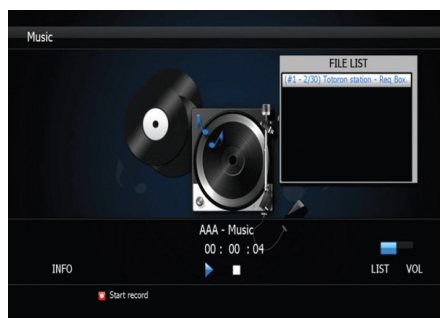 Music
FILE LIST
(#1 - 2/30) Totoron station - Req Box.
AAA - Music
00 : 00 : 04
INFO
LIST VOL
Start record